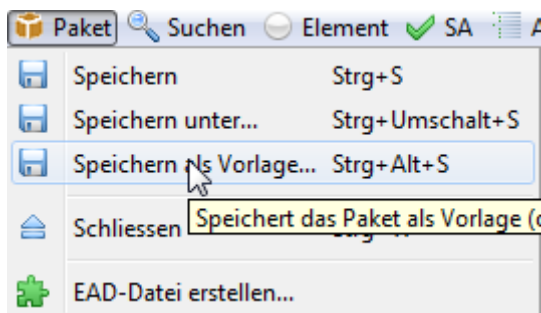 Paket Suchen Element SA
Speichern Strg+S
Speichern unter... Strg+Umschalt+S
Speichern als Vorlage... Strg+Alt+S
Speichert das Paket als Vorlage (
Schliessen
EAD-Datei erstellen...